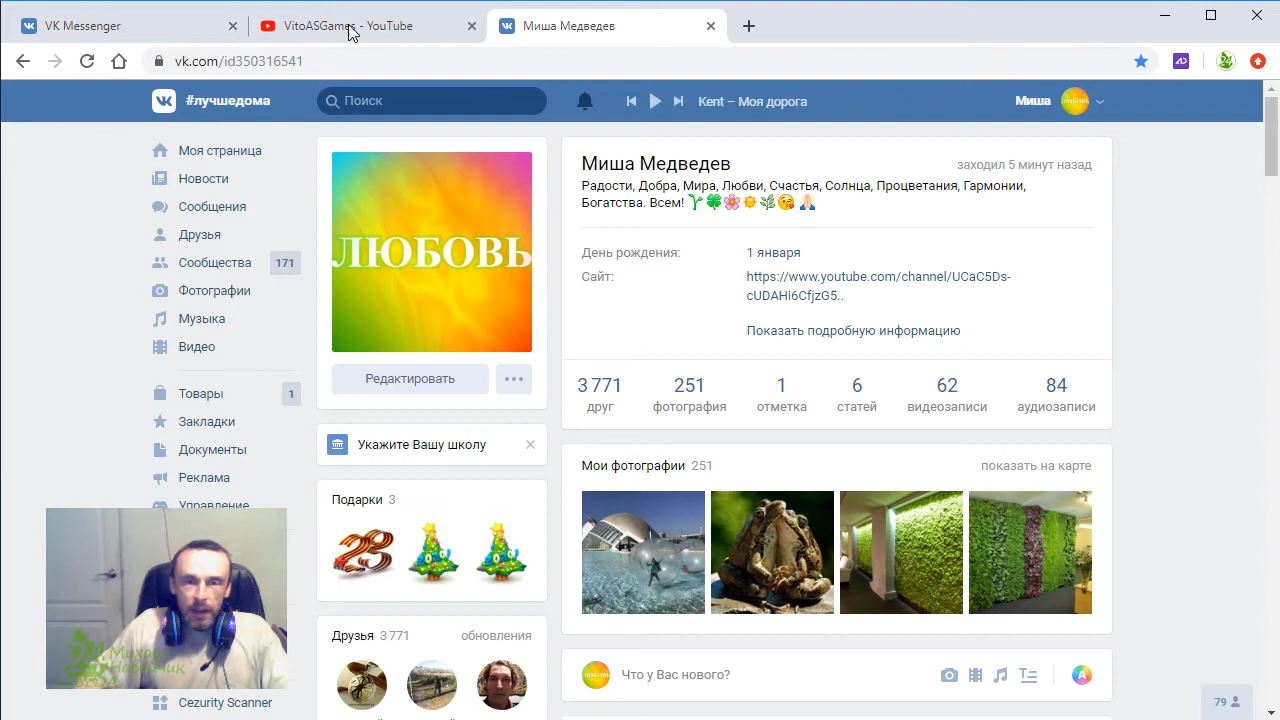 VK Messenger
VitoASGames - YouTube
Миша Медведев
vk.com/id350316541
#лучшедома
Поиск
Kent – Моя дорога
Миша
Моя страница
Новости
Сообщения
Друзья
Сообщества 171
Фотографии
Музыка
Видео
Товары 1
Закладки
Документы
Реклама
Управление
Cezurity Scanner
ЛЮБОВЬ
Редактировать
Укажите Вашу школу
Подарки 3
23
Друзья 3 771 обновления
Миша Медведев
заходил 5 минут назад
Радости, Добра, Мира, Любви, Счастья, Солнца, Процветания, Гармонии,
Богатства. Всем!
День рождения: 1 января
Сайт: https://www.youtube.com/channel/UCaC5Ds-
cUDAHi6CfjzG5..
Показать подробную информацию
3 771 251 1 6 62 84
друг фотография отметка статей видеозаписи аудиозаписи
Мои фотографии 251
показать на карте
Что у Вас нового?
79